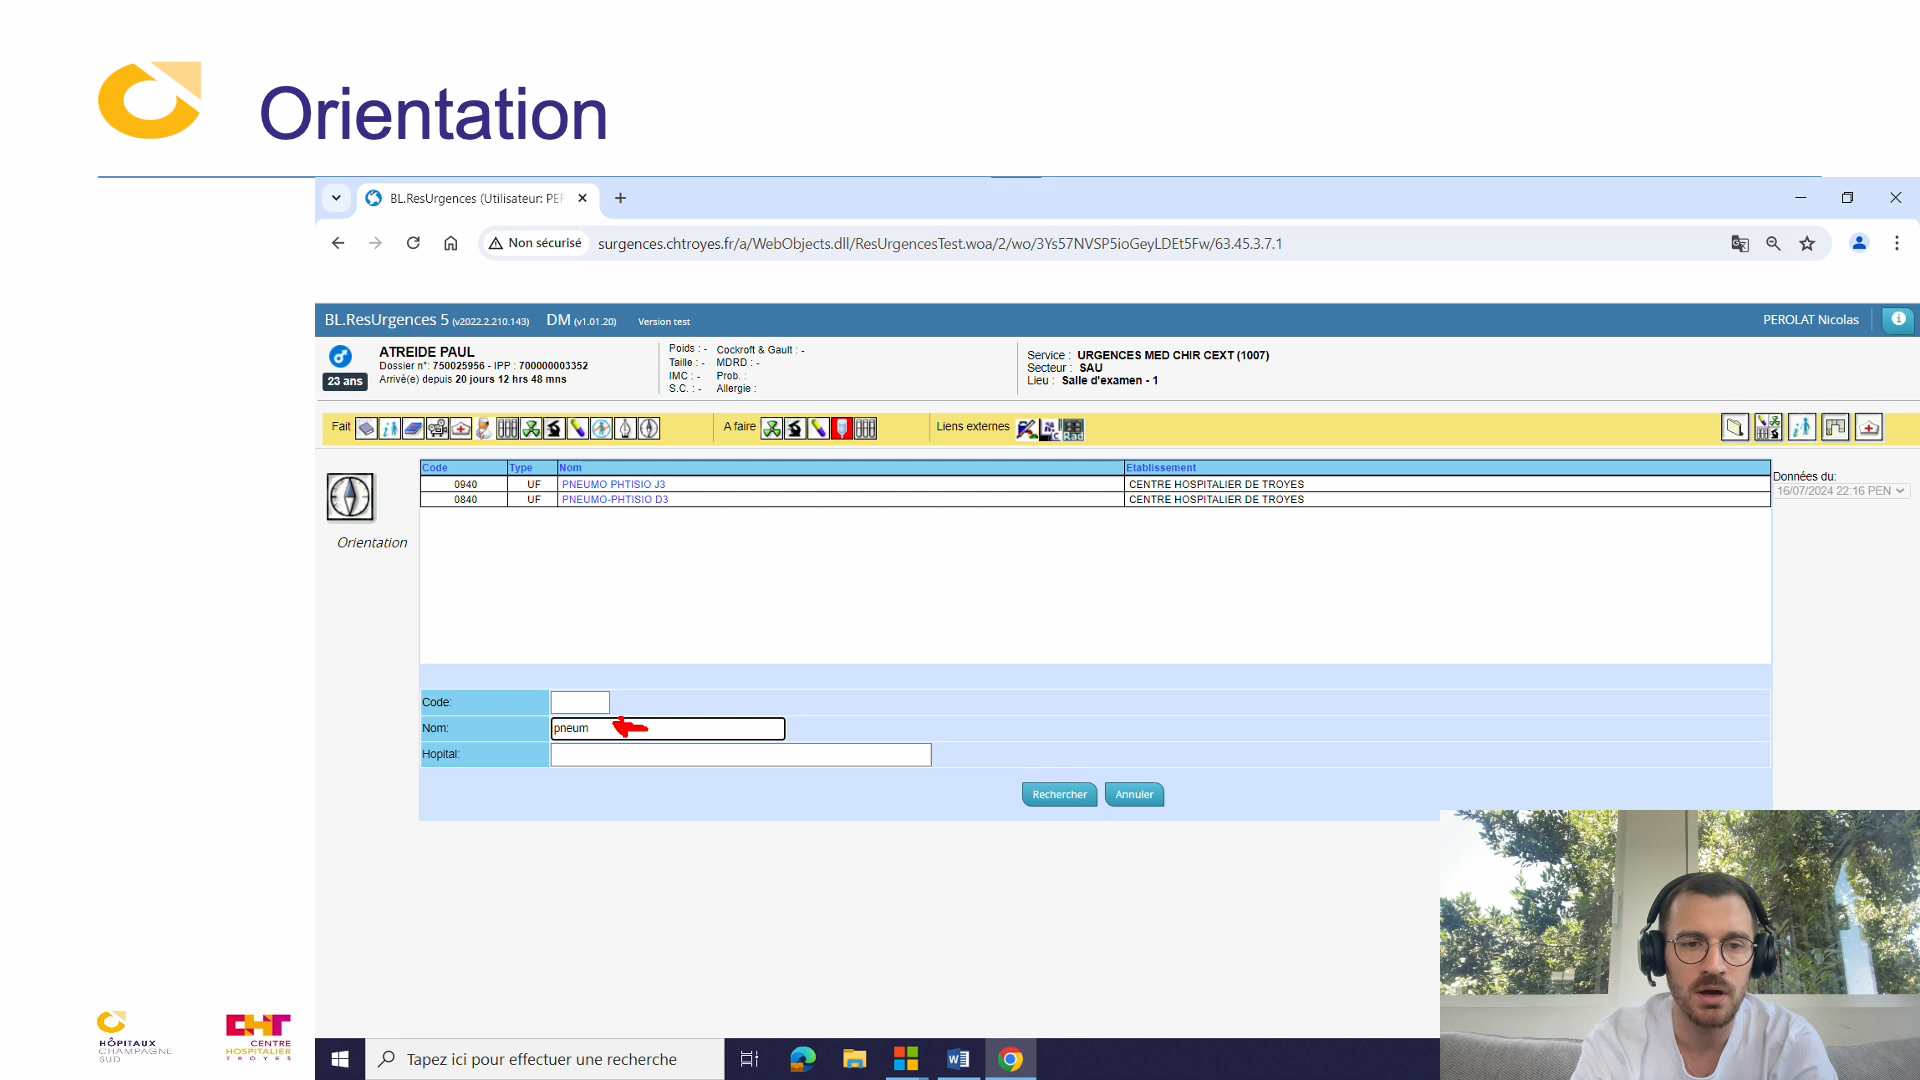 Orientation
BL.ResUrgences (Utilisateur: PER
Non sécurisé
surgences.chtroyes.fr/a/WebObjects.dll/ResUrgencesTest.woa/2/wo/3Ys57NVSP5ioGeyLDEt5Fw/63.45.3.7.1
BL.ResUrgences 5 (v2022.2.210.143) DM (v1.01.20) Version test
PEROLAT Nicolas
23 ans
ATREIDE PAUL
Dossier n°: 750025956 - IPP : 700000003352
Arrivé(e) depuis 20 jours 12 hrs 48 mns
Poids : - Cockroft & Gault : -
Taille : - MDRD : -
IMC : - Prob. :
S.C. : - Allergie :
Service : URGENCES MED CHIR CEXT (1007)
Secteur : SAU
Lieu : Salle d'examen - 1
Fait
A faire
Liens externes
Orientation
Code Type Nom Etablissement
0940 UF PNEUMO PHTISIO J3 CENTRE HOSPITALIER DE TROYES
0840 UF PNEUMO-PHTISIO D3 CENTRE HOSPITALIER DE TROYES
Données du:
16/07/2024 22:16 PEN
Code:
Nom: pneum
Hopital:
Rechercher Annuler
HÔPITAUX
CHAMPAGNE
SUD
CHT
CENTRE
HOSPITALIER
TROYES
Tapez ici pour effectuer une recherche